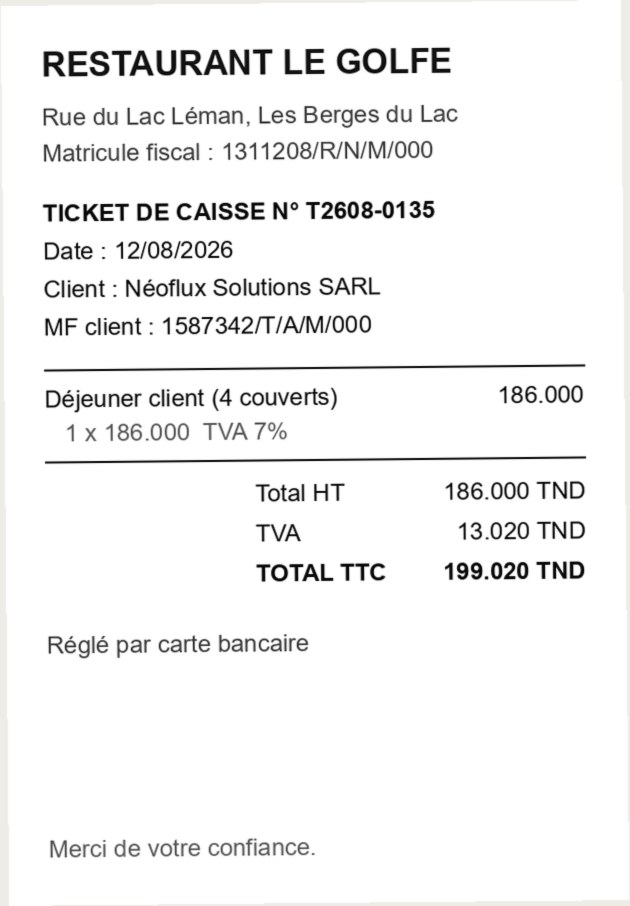 RESTAURANT LE GOLFE
Rue du Lac Léman, Les Berges du Lac
Matricule fiscal : 1311208/R/N/M/000
TICKET DE CAISSE N° T2608-0135
Date : 12/08/2026
Client : Néoflux Solutions SARL
MF client : 1587342/T/A/M/000
Déjeuner client (4 couverts) 186.000
1 x 186.000 TVA 7%
Total HT 186.000 TND
TVA 13.020 TND
TOTAL TTC 199.020 TND
Réglé par carte bancaire
Merci de votre confiance.